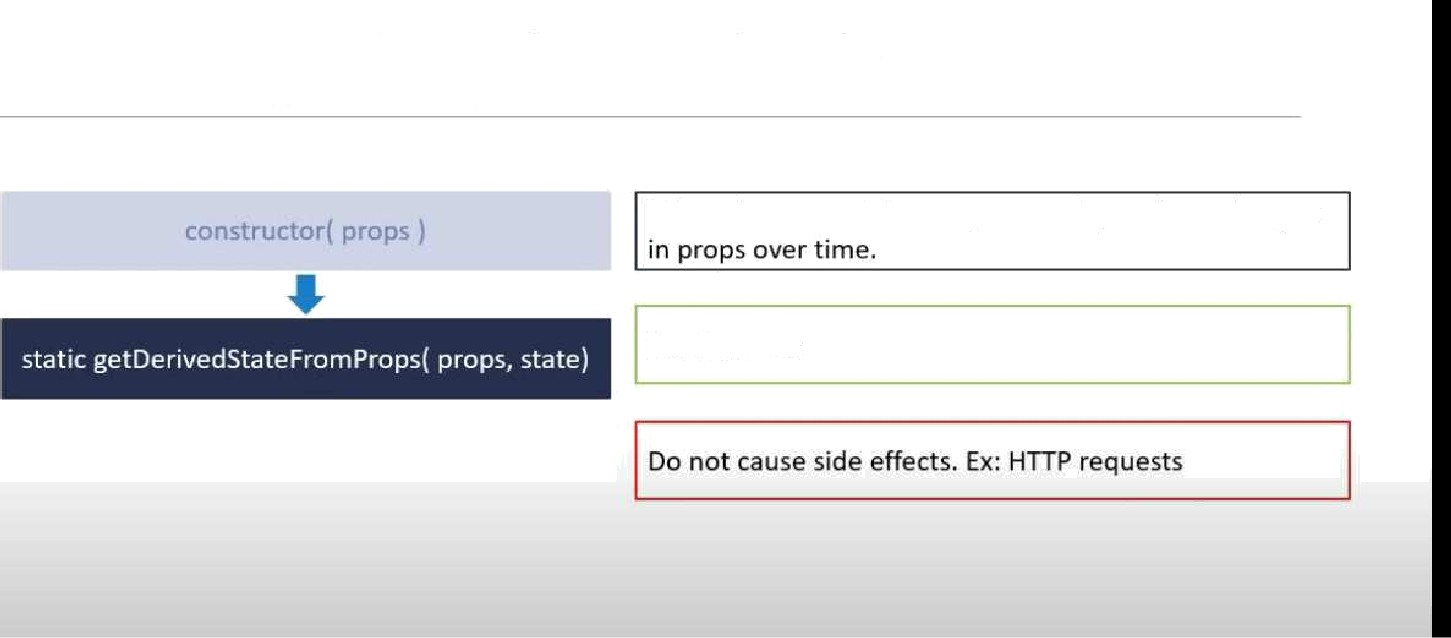 constructor( props )
in props over time.
static getDerivedStateFromProps( props, state)
Do not cause side effects. Ex: HTTP requests